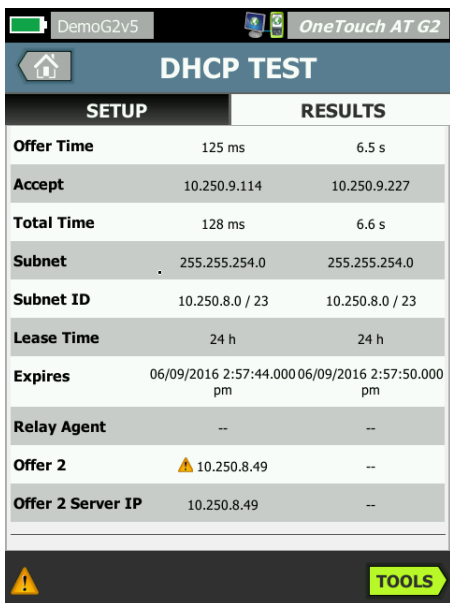 DemoG2v5 OneTouch AT G2
DHCP TEST
SETUP RESULTS
Offer Time 125 ms 6.5 s
Accept 10.250.9.114 10.250.9.227
Total Time 128 ms 6.6 s
Subnet 255.255.254.0 255.255.254.0
Subnet ID 10.250.8.0 / 23 10.250.8.0 / 23
Lease Time 24 h 24 h
Expires 06/09/2016 2:57:44.000 pm 06/09/2016 2:57:50.000 pm
Relay Agent -- --
Offer 2 10.250.8.49 --
Offer 2 Server IP 10.250.8.49 --
TOOLS